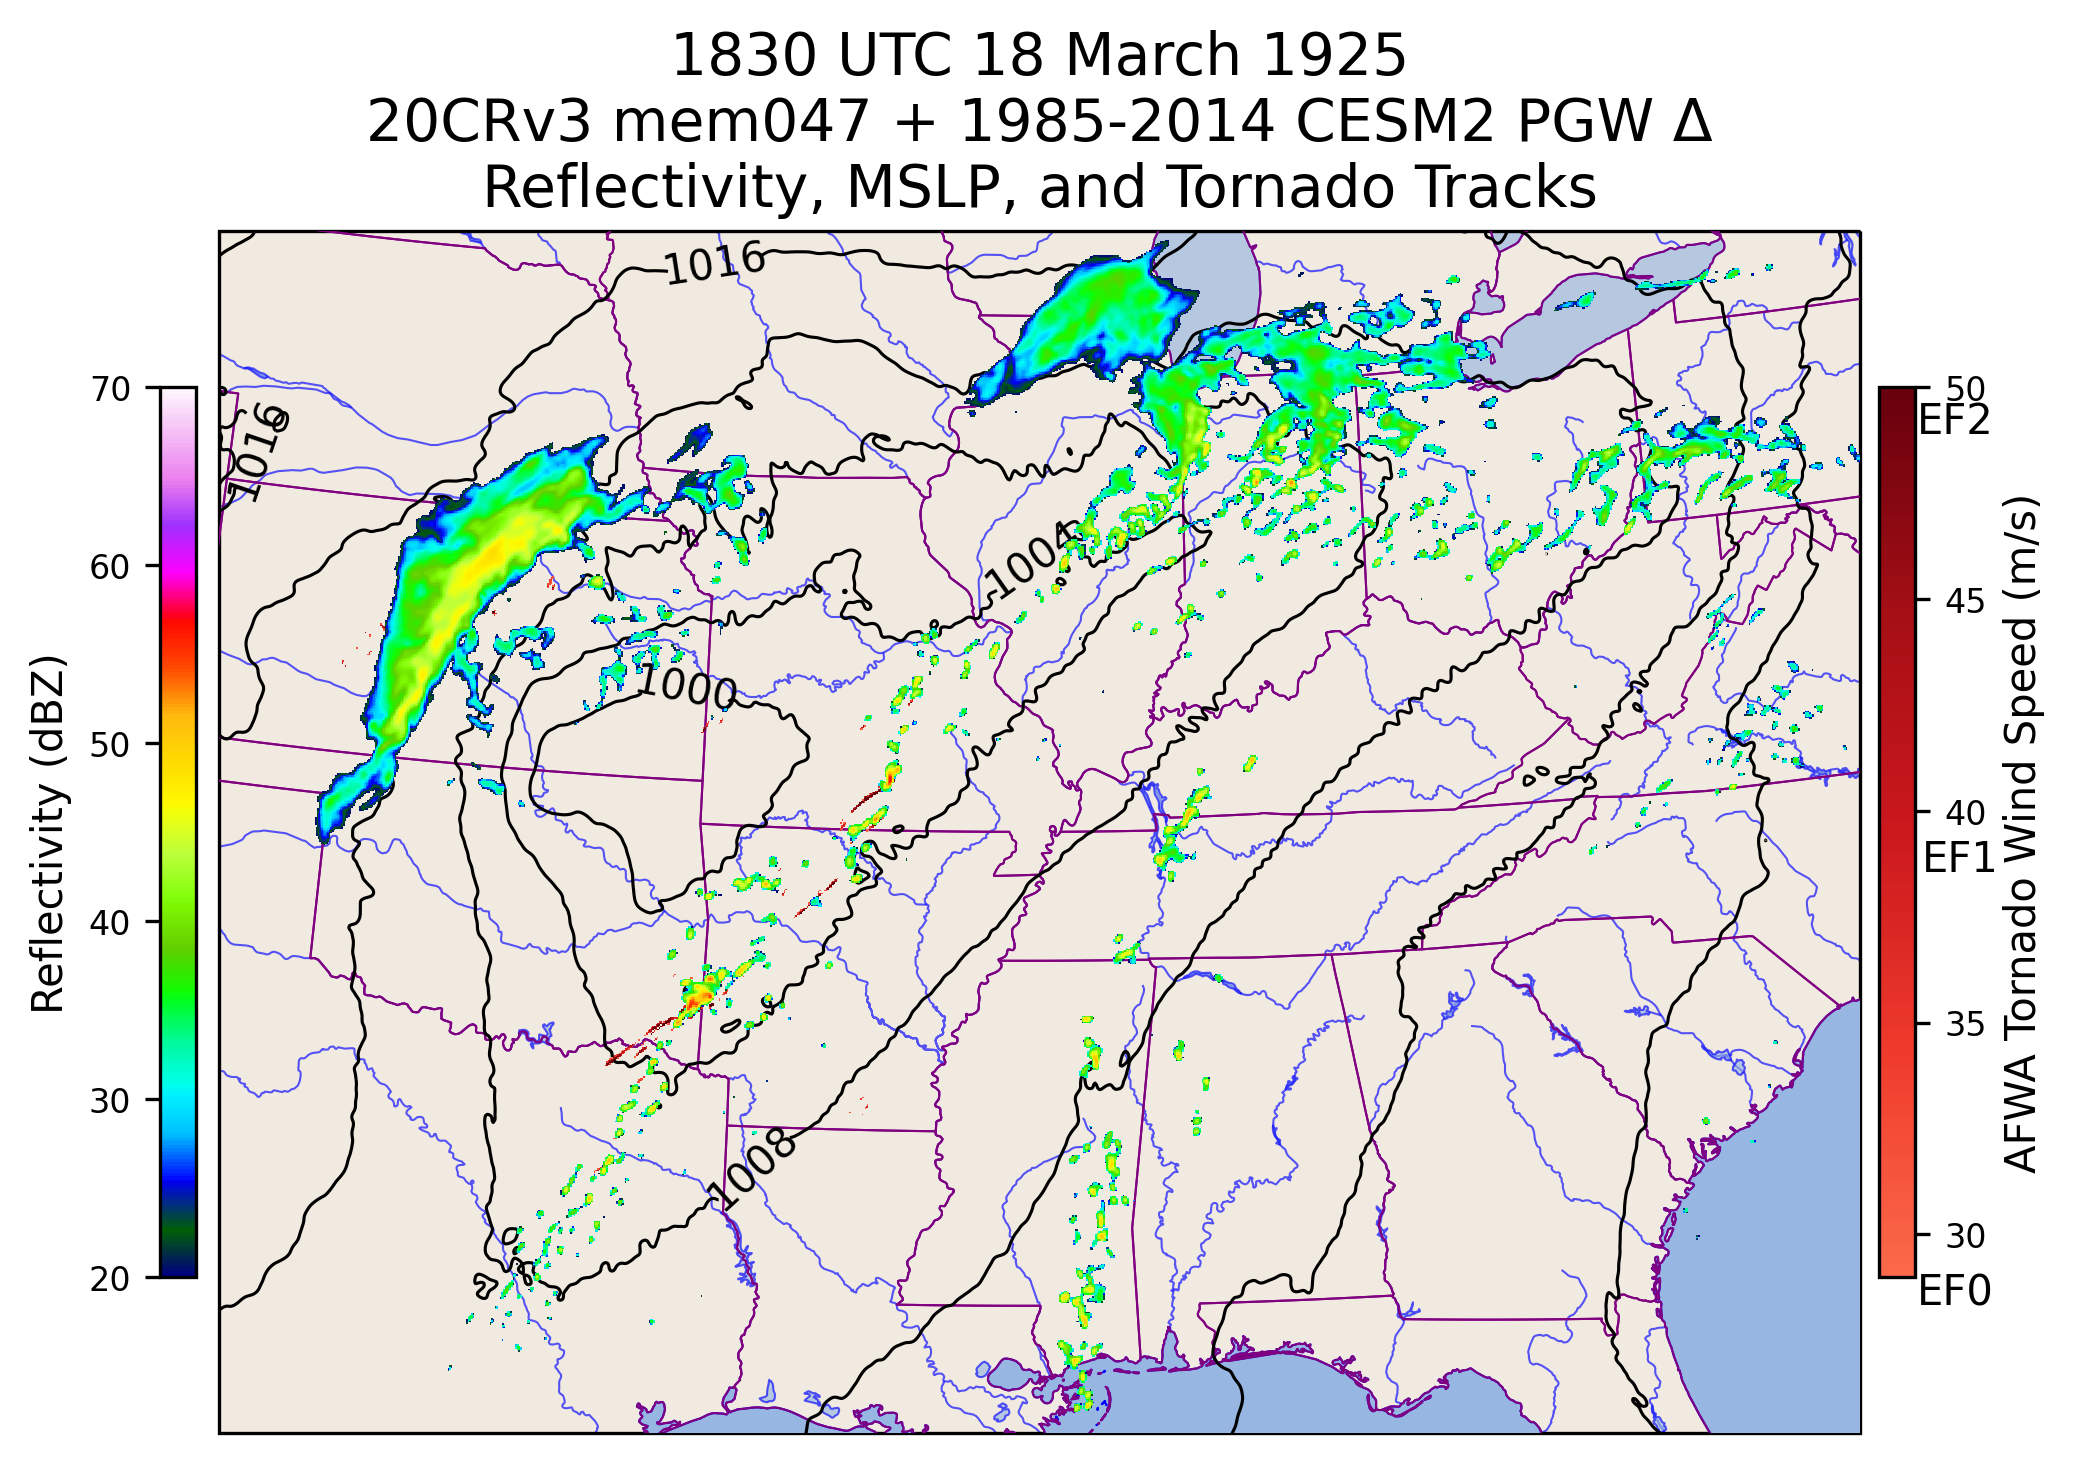 1830 UTC 18 March 1925
20CRv3 mem047 + 1985-2014 CESM2 PGW Δ
Reflectivity, MSLP, and Tornado Tracks
1016
1016
1004
1000
1008
70
60
50
40
30
20
Reflectivity (dBZ)
50
EF2
45
40
EF1
35
30
EF0
AFWA Tornado Wind Speed (m/s)